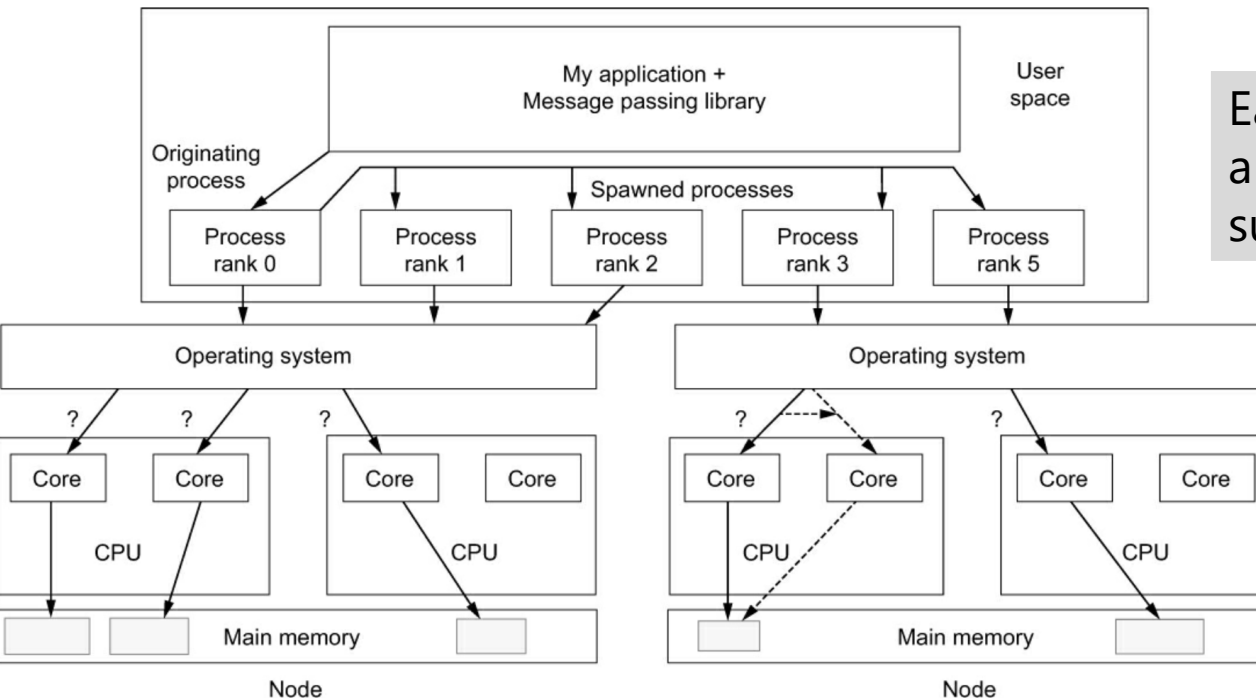 My application +
Message passing library
User
space
Originating
process
Spawned processes
Process
rank 0
Process
rank 1
Process
rank 2
Process
rank 3
Process
rank 5
Operating system
Operating system
?
?
?
?
?
Core
Core
Core
Core
Core
Core
Core
Core
CPU
CPU
CPU
CPU
Main memory
Main memory
Node
Node